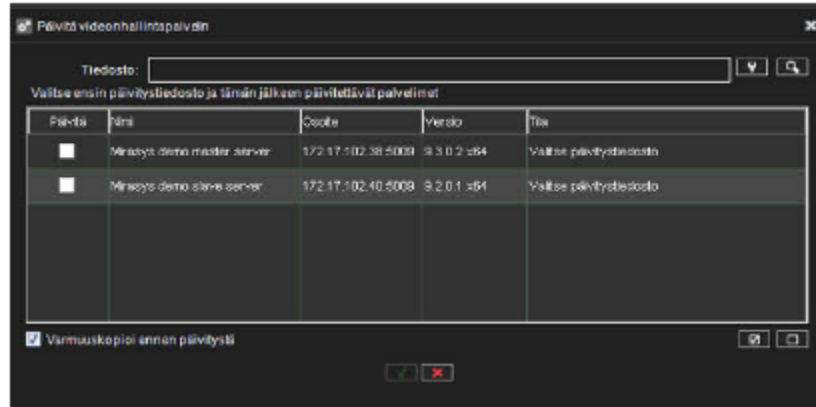 Päivitä videonhallintapalvelin
Tiedosto:
Valitse ensin päivitystiedosto ja tämän jälkeen päivitettävät palvelimet
Päivitä Nimi Osoite Versio Tila
Mirasys demo master server 172.17.102.38:5009 9.3.0.2 x64 Valitse päivitystiedosto
Mirasys demo slave server 172.17.102.40:5009 9.2.0.1 x64 Valitse päivitystiedosto
Varmuuskopioi ennen päivitystä